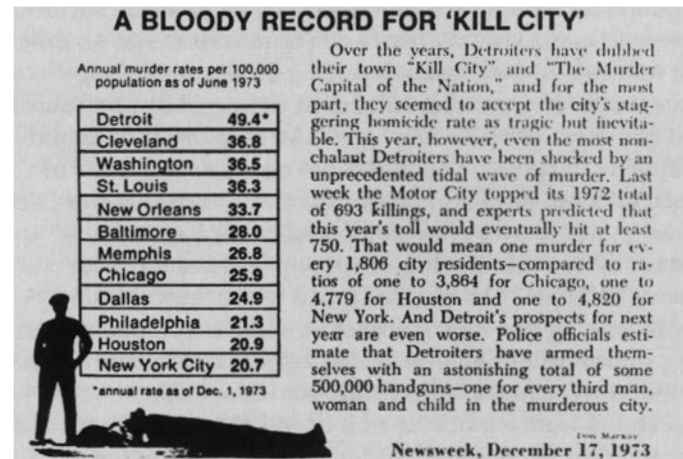 A BLOODY RECORD FOR ‘KILL CITY’
Annual murder rates per 100,000
population as of June 1973
Detroit 49.4*
Cleveland 36.8
Washington 36.5
St. Louis 36.3
New Orleans 33.7
Baltimore 28.0
Memphis 26.8
Chicago 25.9
Dallas 24.9
Philadelphia 21.3
Houston 20.9
New York City 20.7
*annual rate as of Dec. 1, 1973
Over the years, Detroiters have dubbed
their town “Kill City” and “The Murder
Capital of the Nation,” and for the most
part, they seemed to accept the city’s stag-
gering homicide rate as tragic but inevita-
ble. This year, however, even the most non-
chalant Detroiters have been shocked by an
unprecedented tidal wave of murder. Last
week the Motor City topped its 1972 total
of 693 killings, and experts predicted that
this year’s toll would eventually hit at least
750. That would mean one murder for ev-
ery 1,806 city residents—compared to ra-
tios of one to 3,864 for Chicago, one to
4,779 for Houston and one to 4,820 for
New York. And Detroit’s prospects for next
year are even worse. Police officials esti-
mate that Detroiters have armed them-
selves with an astonishing total of some
500,000 handguns—one for every third man,
woman and child in the murderous city.
Newsweek, December 17, 1973